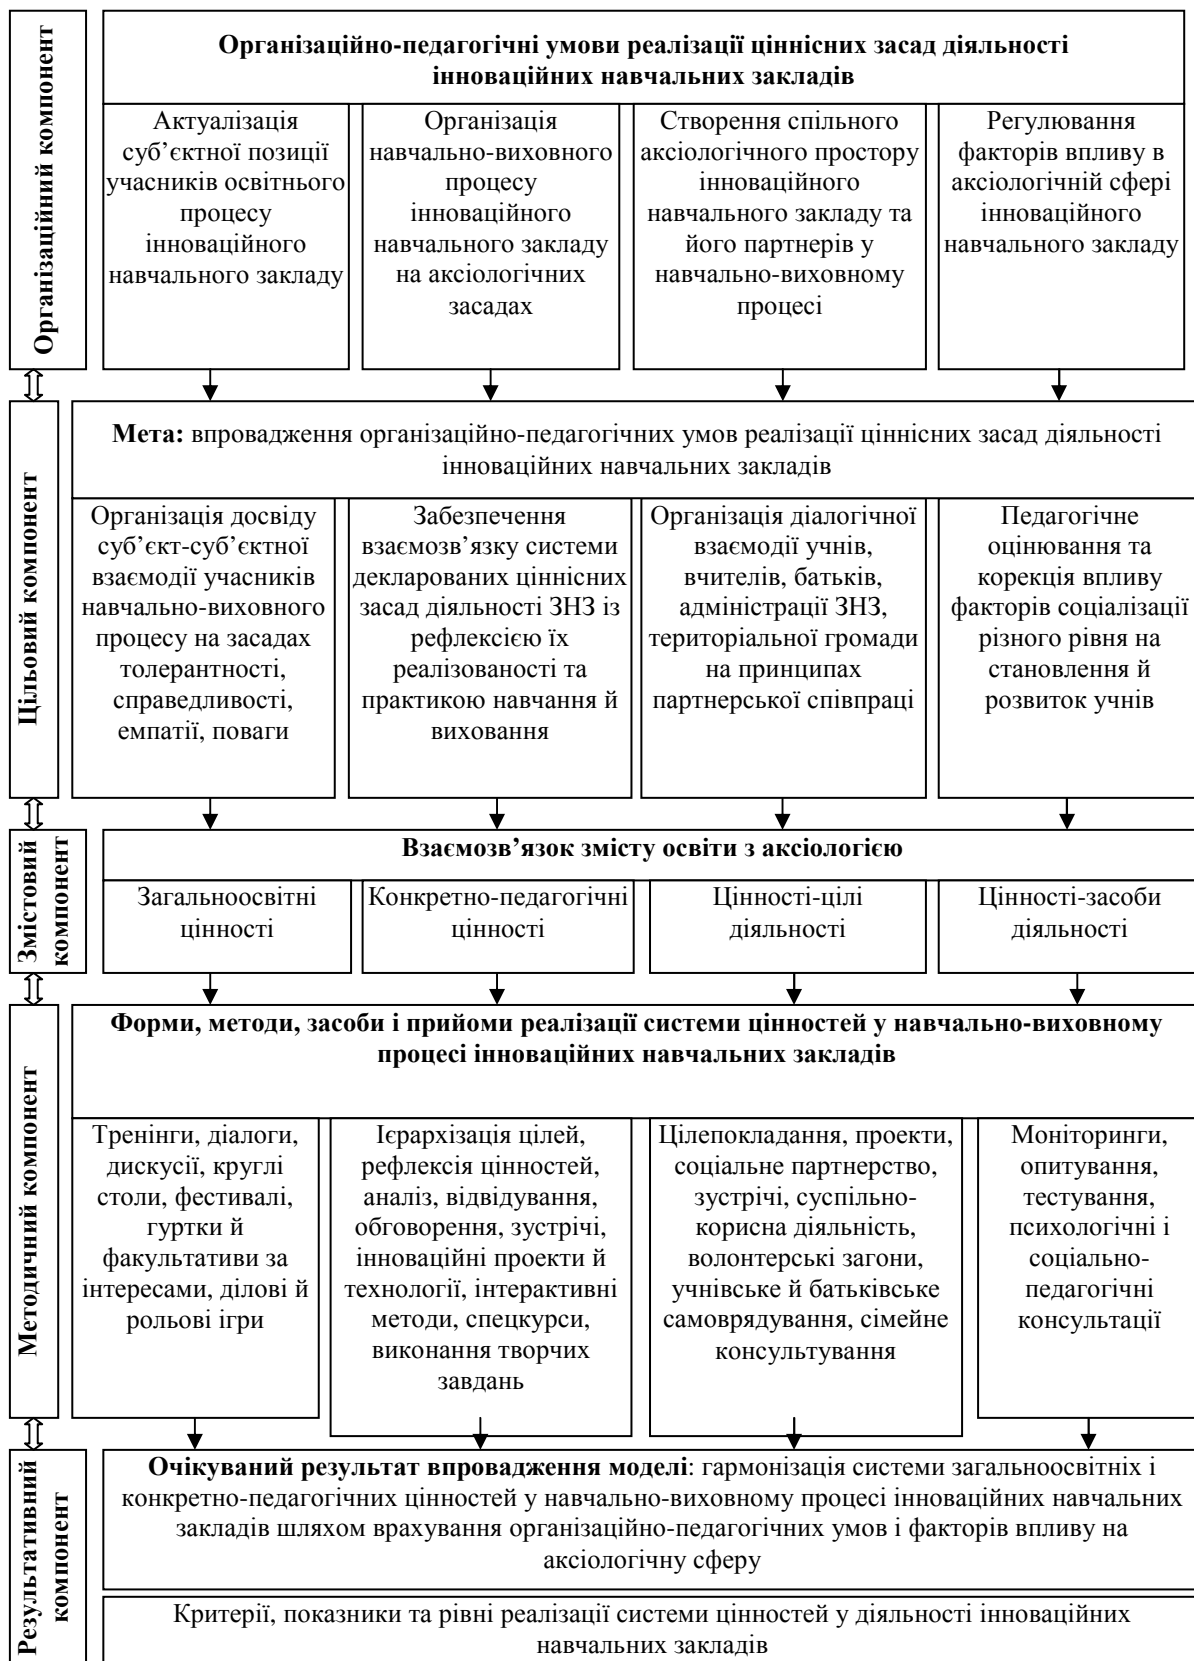 Організаційний компонент
Організаційно-педагогічні умови реалізації ціннісних засад діяльності
інноваційних навчальних закладів
Актуалізація
суб’єктної позиції
учасників освітнього
процесу
інноваційного
навчального закладу
Організація
навчально-виховного
процесу
інноваційного
навчального закладу
на аксіологічних
засадах
Створення спільного
аксіологічного простору
інноваційного
навчального закладу та
його партнерів у
навчально-виховному
процесі
Регулювання
факторів впливу в
аксіологічній сфері
інноваційного
навчального закладу
Цільовий компонент
Мета: впровадження організаційно-педагогічних умов реалізації ціннісних засад діяльності
інноваційних навчальних закладів
Організація досвіду
суб’єкт-суб’єктної
взаємодії учасників
навчально-виховного
процесу на засадах
толерантності,
справедливості,
емпатії, поваги
Забезпечення
взаємозв’язку системи
декларованих ціннісних
засад діяльності ЗНЗ із
рефлексією їх
реалізованості та
практикою навчання й
виховання
Організація діалогічної
взаємодії учнів,
вчителів, батьків,
адміністрації ЗНЗ,
територіальної громади
на принципах
партнерської співпраці
Педагогічне
оцінювання та
корекція впливу
факторів соціалізації
різного рівня на
становлення й
розвиток учнів
Змістовий
компонент
Взаємозв’язок змісту освіти з аксіологією
Загальноосвітні
цінності
Конкретно-педагогічні
цінності
Цінності-цілі
діяльності
Цінності-засоби
діяльності
Методичний компонент
Форми, методи, засоби і прийоми реалізації системи цінностей у навчально-виховному
процесі інноваційних навчальних закладів
Тренінги, діалоги,
дискусії, круглі
столи, фестивалі,
гуртки й
факультативи за
інтересами, ділові й
рольові ігри
Ієрархізація цілей,
рефлексія цінностей,
аналіз, відвідування,
обговорення, зустрічі,
інноваційні проекти й
технології, інтерактивні
методи, спецкурси,
виконання творчих
завдань
Цілепокладання, проекти,
соціальне партнерство,
зустрічі, суспільно-
корисна діяльність,
волонтерські загони,
учнівське й батьківське
самоврядування, сімейне
консультування
Моніторинги,
опитування,
тестування,
психологічні і
соціально-
педагогічні
консультації
Результативний
компонент
Очікуваний результат впровадження моделі: гармонізація системи загальноосвітніх і
конкретно-педагогічних цінностей у навчально-виховному процесі інноваційних навчальних
закладів шляхом врахування організаційно-педагогічних умов і факторів впливу на
аксіологічну сферу
Критерії, показники та рівні реалізації системи цінностей у діяльності інноваційних
навчальних закладів